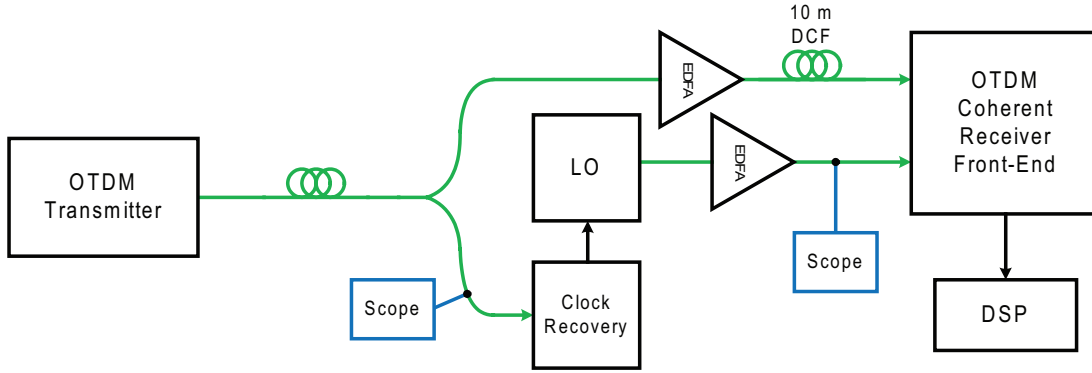 10 m
DCF
EDFA
OTDM
Coherent
Receiver
Front-End
OTDM
Transmitter
LO
EDFA
Scope
Scope
Clock
Recovery
DSP